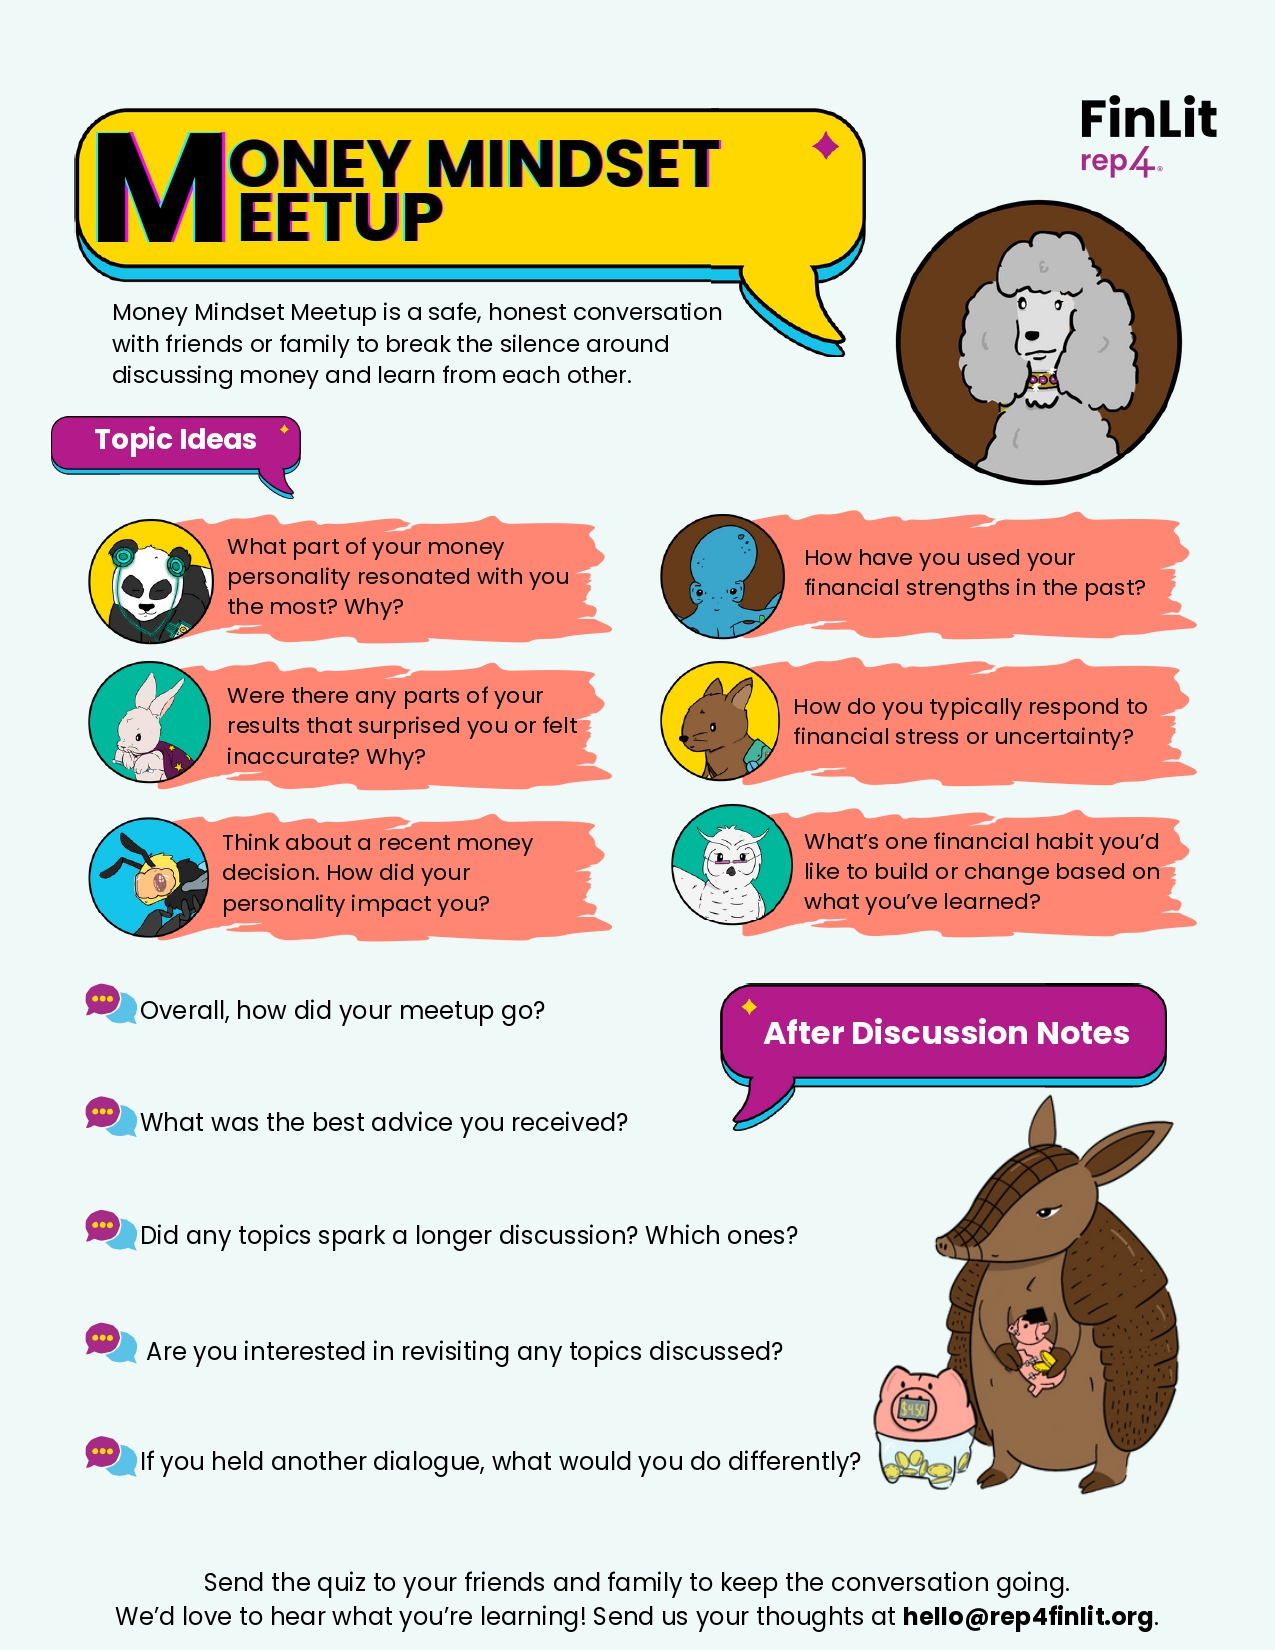 FinLit
rep4®
MONEY MINDSET
MEETUP
Money Mindset Meetup is a safe, honest conversation
with friends or family to break the silence around
discussing money and learn from each other.
Topic Ideas
What part of your money
personality resonated with you
the most? Why?
How have you used your
financial strengths in the past?
Were there any parts of your
results that surprised you or felt
inaccurate? Why?
How do you typically respond to
financial stress or uncertainty?
Think about a recent money
decision. How did your
personality impact you?
What’s one financial habit you’d
like to build or change based on
what you’ve learned?
After Discussion Notes
Overall, how did your meetup go?
What was the best advice you received?
Did any topics spark a longer discussion? Which ones?
Are you interested in revisiting any topics discussed?
If you held another dialogue, what would you do differently?
$4.50
Send the quiz to your friends and family to keep the conversation going.
We’d love to hear what you’re learning! Send us your thoughts at hello@rep4finlit.org.